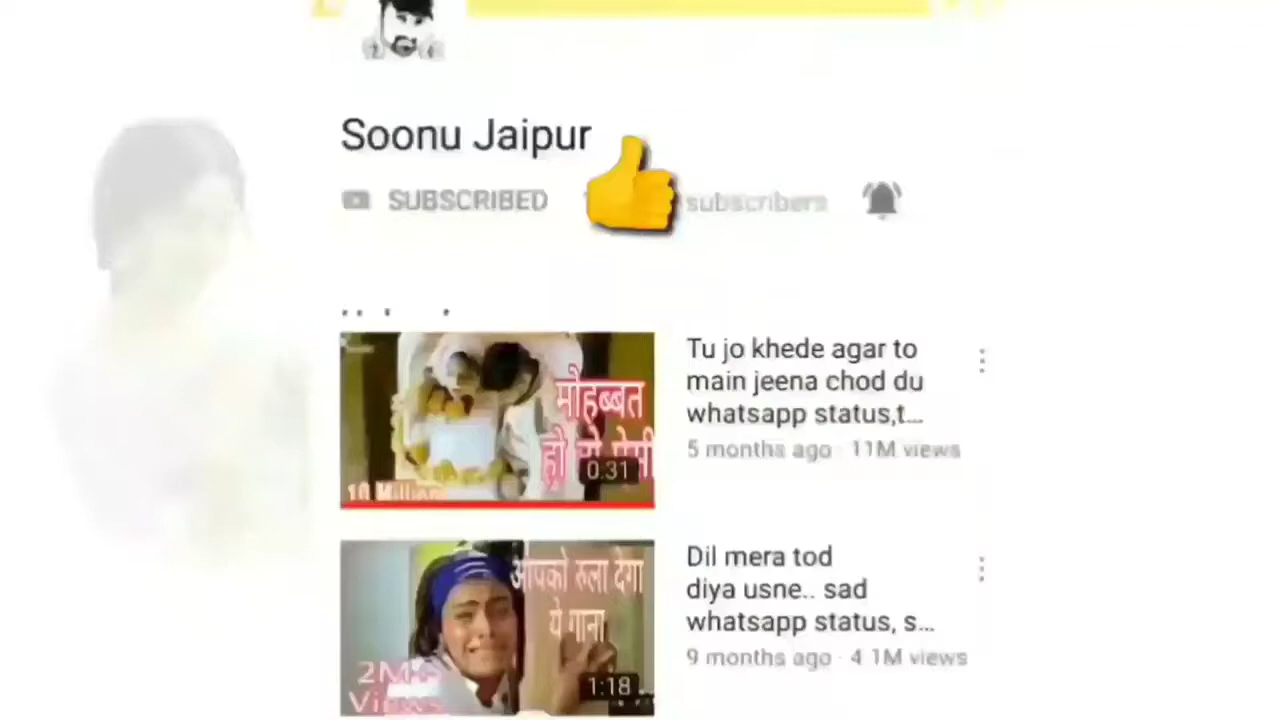 Soonu Jaipur
SUBSCRIBED
subscribers
मोहब्बत
हो
0:31
10 Million
Tu jo khede agar to
main jeena chod du
whatsapp status,t...
5 months ago · 11M views
आपको रुला देगा
ये गाना
2M+
Views
1:18
Dil mera tod
diya usne.. sad
whatsapp status, s...
9 months ago · 4.1M views